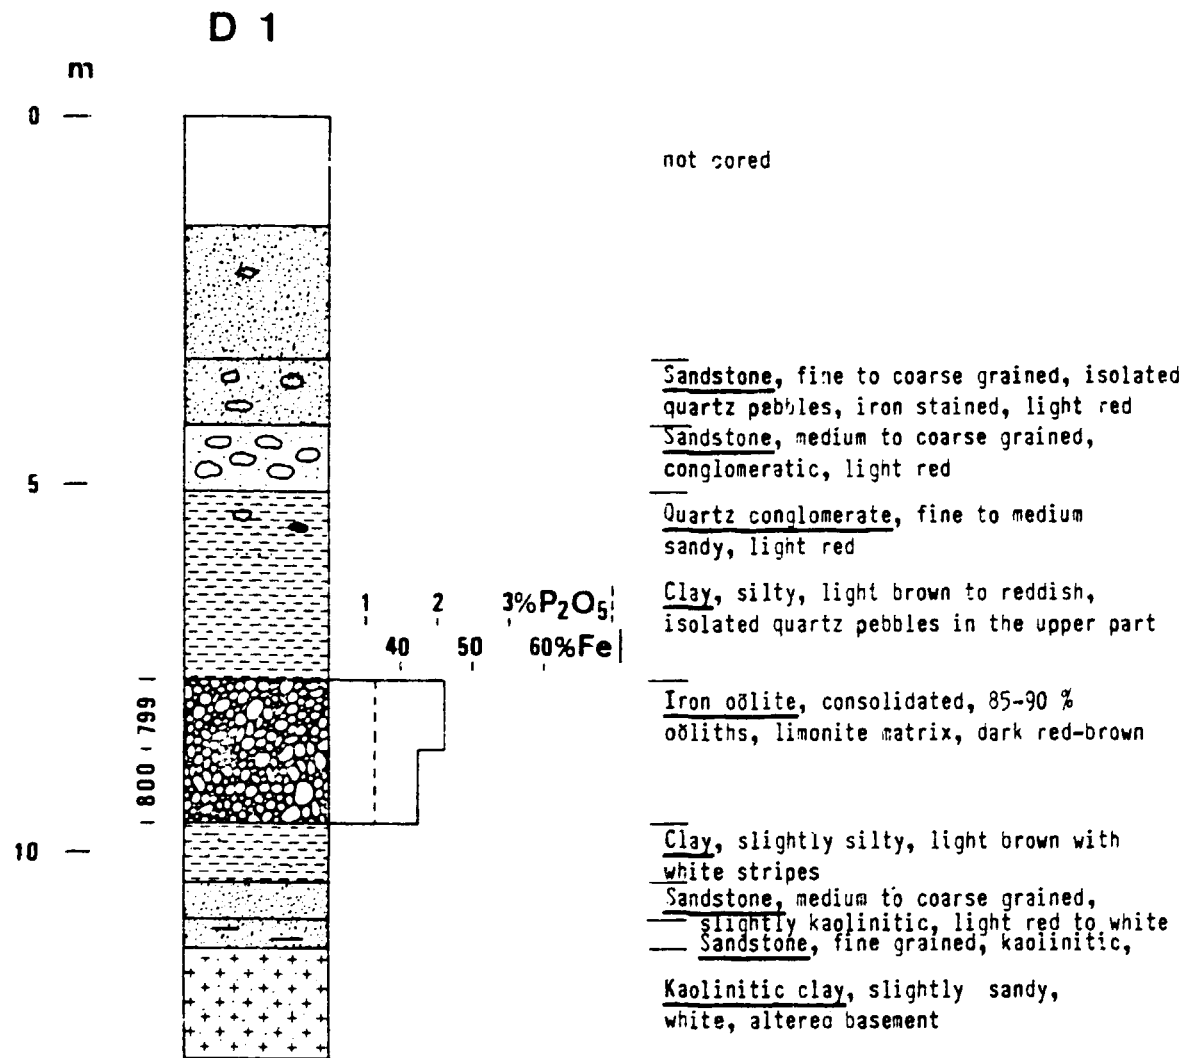 D 1
m
0
not cored
Sandstone, fine to coarse grained, isolated
quartz pebbles, iron stained, light red
Sandstone, medium to coarse grained,
conglomeratic, light red
5
Quartz conglomerate, fine to medium
sandy, light red
Clay, silty, light brown to reddish,
isolated quartz pebbles in the upper part
1 2 3%P₂O₅
40 50 60%Fe
800 799
Iron oölite, consolidated, 85-90 %
oöliths, limonite matrix, dark red-brown
10
Clay, slightly silty, light brown with
white stripes
Sandstone, medium to coarse grained,
slightly kaolinitic, light red to white
Sandstone, fine grained, kaolinitic,
Kaolinitic clay, slightly sandy,
white, altered basement